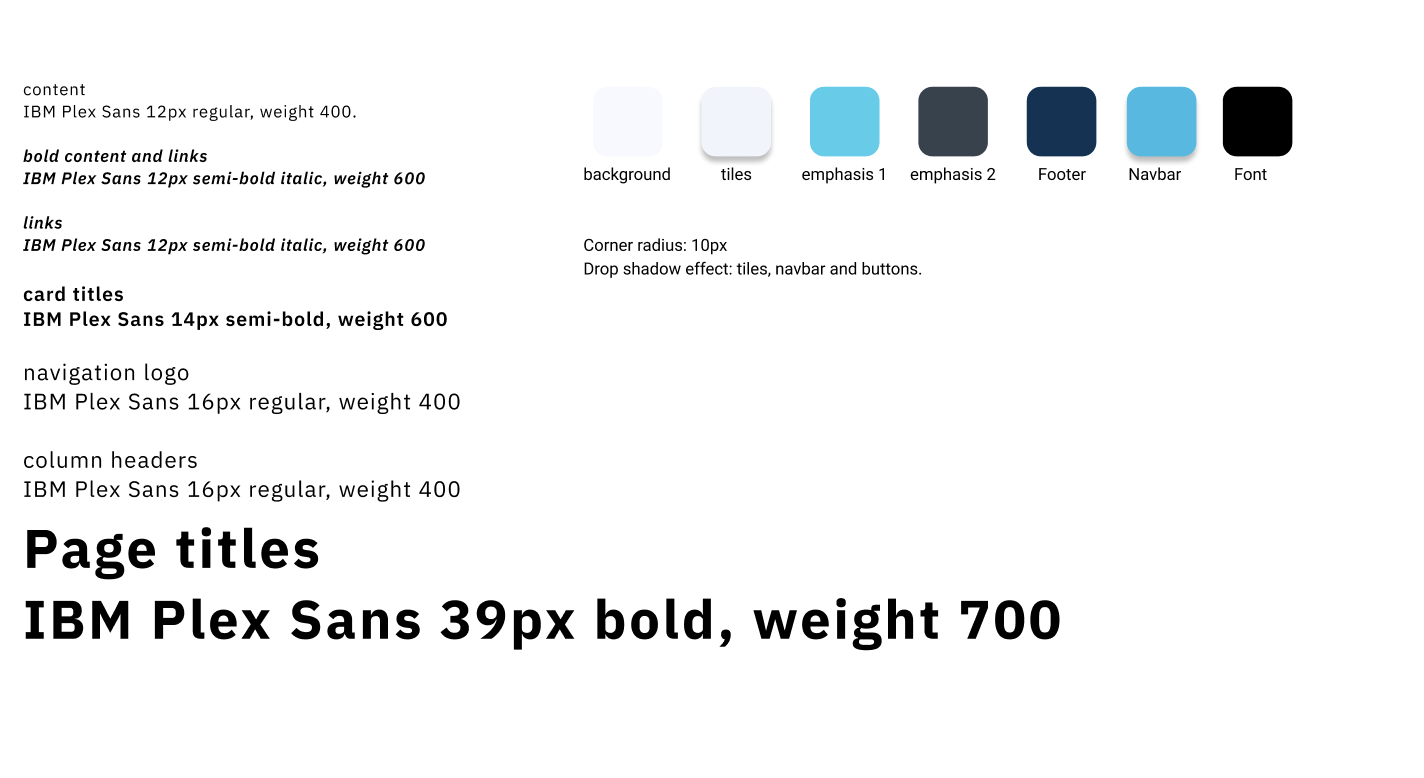 content
IBM Plex Sans 12px regular, weight 400.
bold content and links
IBM Plex Sans 12px semi-bold italic, weight 600
links
IBM Plex Sans 12px semi-bold italic, weight 600
card titles
IBM Plex Sans 14px semi-bold, weight 600
navigation logo
IBM Plex Sans 16px regular, weight 400
column headers
IBM Plex Sans 16px regular, weight 400
Page titles
IBM Plex Sans 39px bold, weight 700
background tiles emphasis 1 emphasis 2 Footer Navbar Font
Corner radius: 10px
Drop shadow effect: tiles, navbar and buttons.